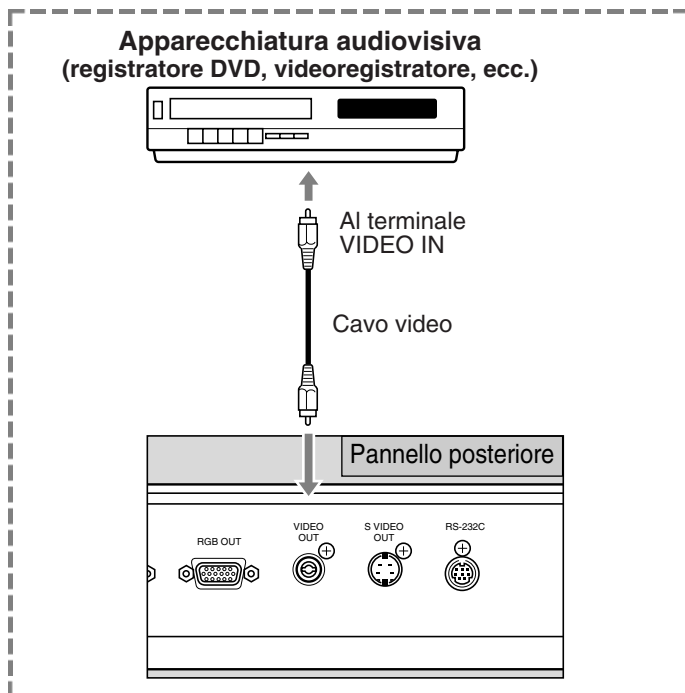 Apparecchiatura audiovisiva
(registratore DVD, videoregistratore, ecc.)
Al terminale
VIDEO IN
Cavo video
Pannello posteriore
RGB OUT
VIDEO
OUT
S VIDEO
OUT
RS-232C